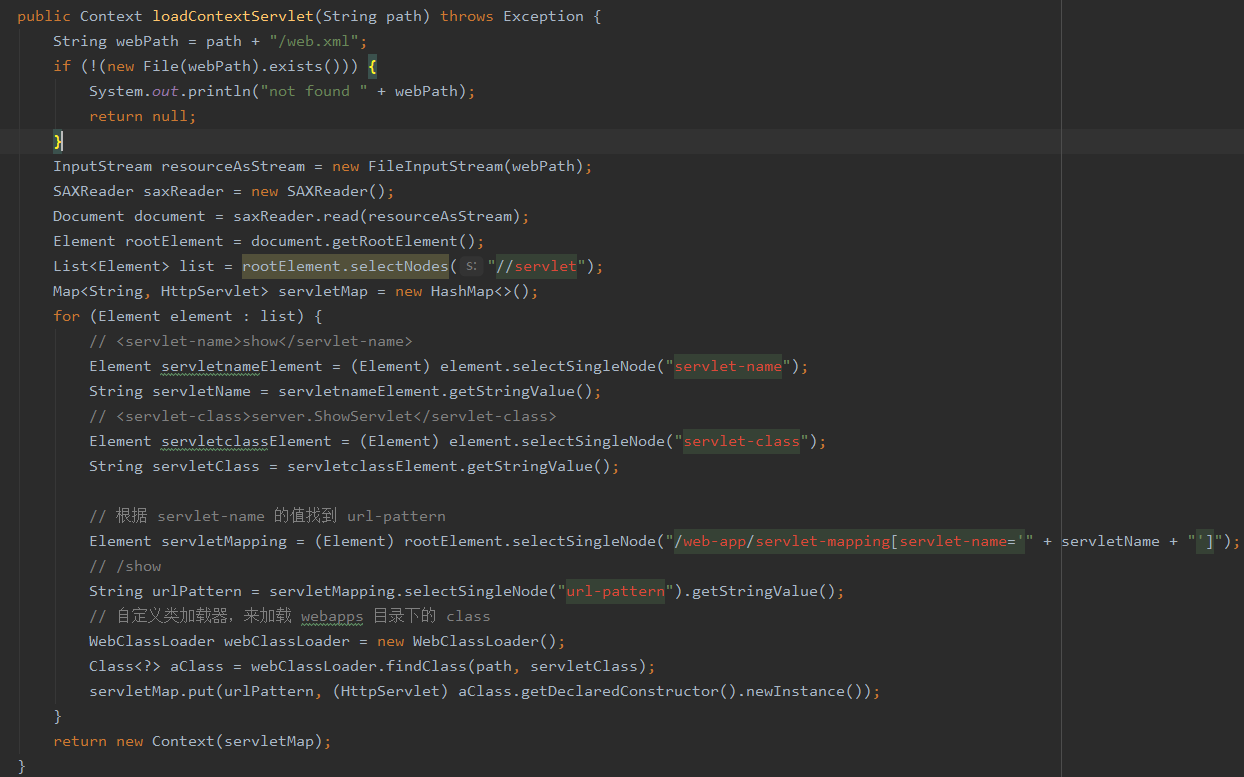 public Context loadContextServlet(String path) throws Exception {
    String webPath = path + "/web.xml";
    if (!(new File(webPath).exists())) {
        System.out.println("not found " + webPath);
        return null;
    }
    InputStream resourceAsStream = new FileInputStream(webPath);
    SAXReader saxReader = new SAXReader();
    Document document = saxReader.read(resourceAsStream);
    Element rootElement = document.getRootElement();
    List<Element> list = rootElement.selectNodes( s: "//servlet");
    Map<String, HttpServlet> servletMap = new HashMap<>();
    for (Element element : list) {
        // <servlet-name>show</servlet-name>
        Element servletnameElement = (Element) element.selectSingleNode("servlet-name");
        String servletName = servletnameElement.getStringValue();
        // <servlet-class>server.ShowServlet</servlet-class>
        Element servletclassElement = (Element) element.selectSingleNode("servlet-class");
        String servletClass = servletclassElement.getStringValue();
        // 根据 servlet-name 的值找到 url-pattern
        Element servletMapping = (Element) rootElement.selectSingleNode("/web-app/servlet-mapping[servlet-name='" + servletName + "']");
        // /show
        String urlPattern = servletMapping.selectSingleNode("url-pattern").getStringValue();
        // 自定义类加载器，来加载 webapps 目录下的 class
        WebClassLoader webClassLoader = new WebClassLoader();
        Class<?> aClass = webClassLoader.findClass(path, servletClass);
        servletMap.put(urlPattern, (HttpServlet) aClass.getDeclaredConstructor().newInstance());
    }
    return new Context(servletMap);
}